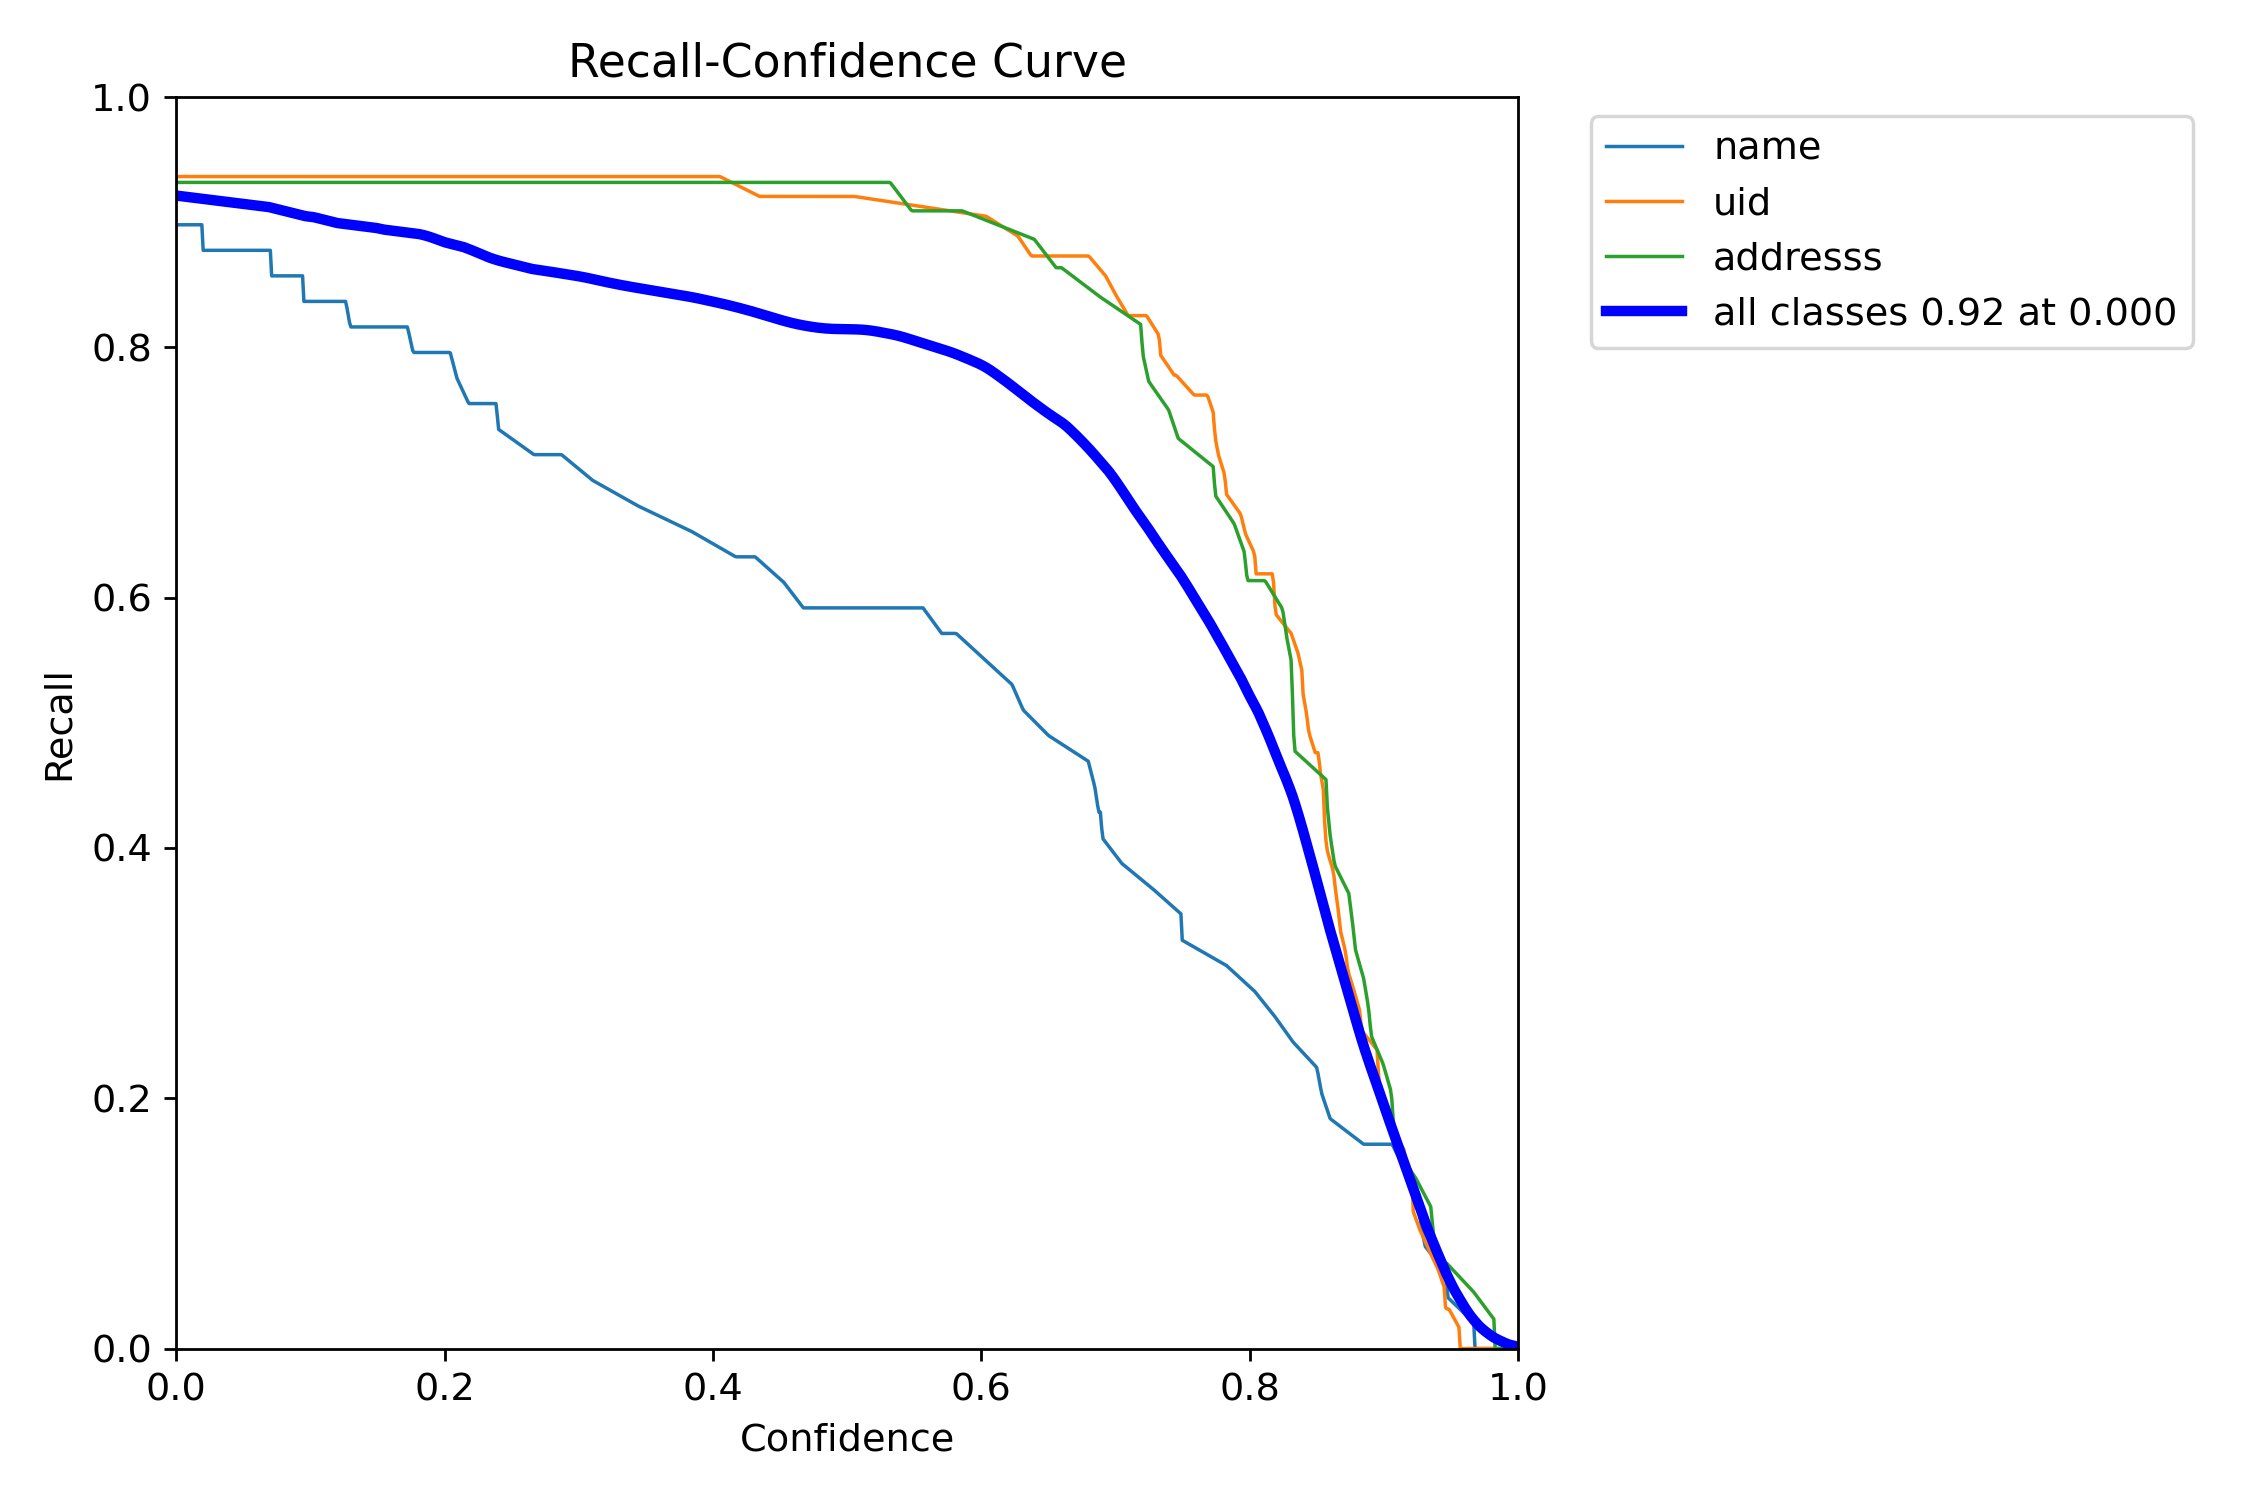 Recall-Confidence Curve
1.0
0.8
0.6
0.4
0.2
0.0
Recall
0.0 0.2 0.4 0.6 0.8 1.0
Confidence
name
uid
addresss
all classes 0.92 at 0.000